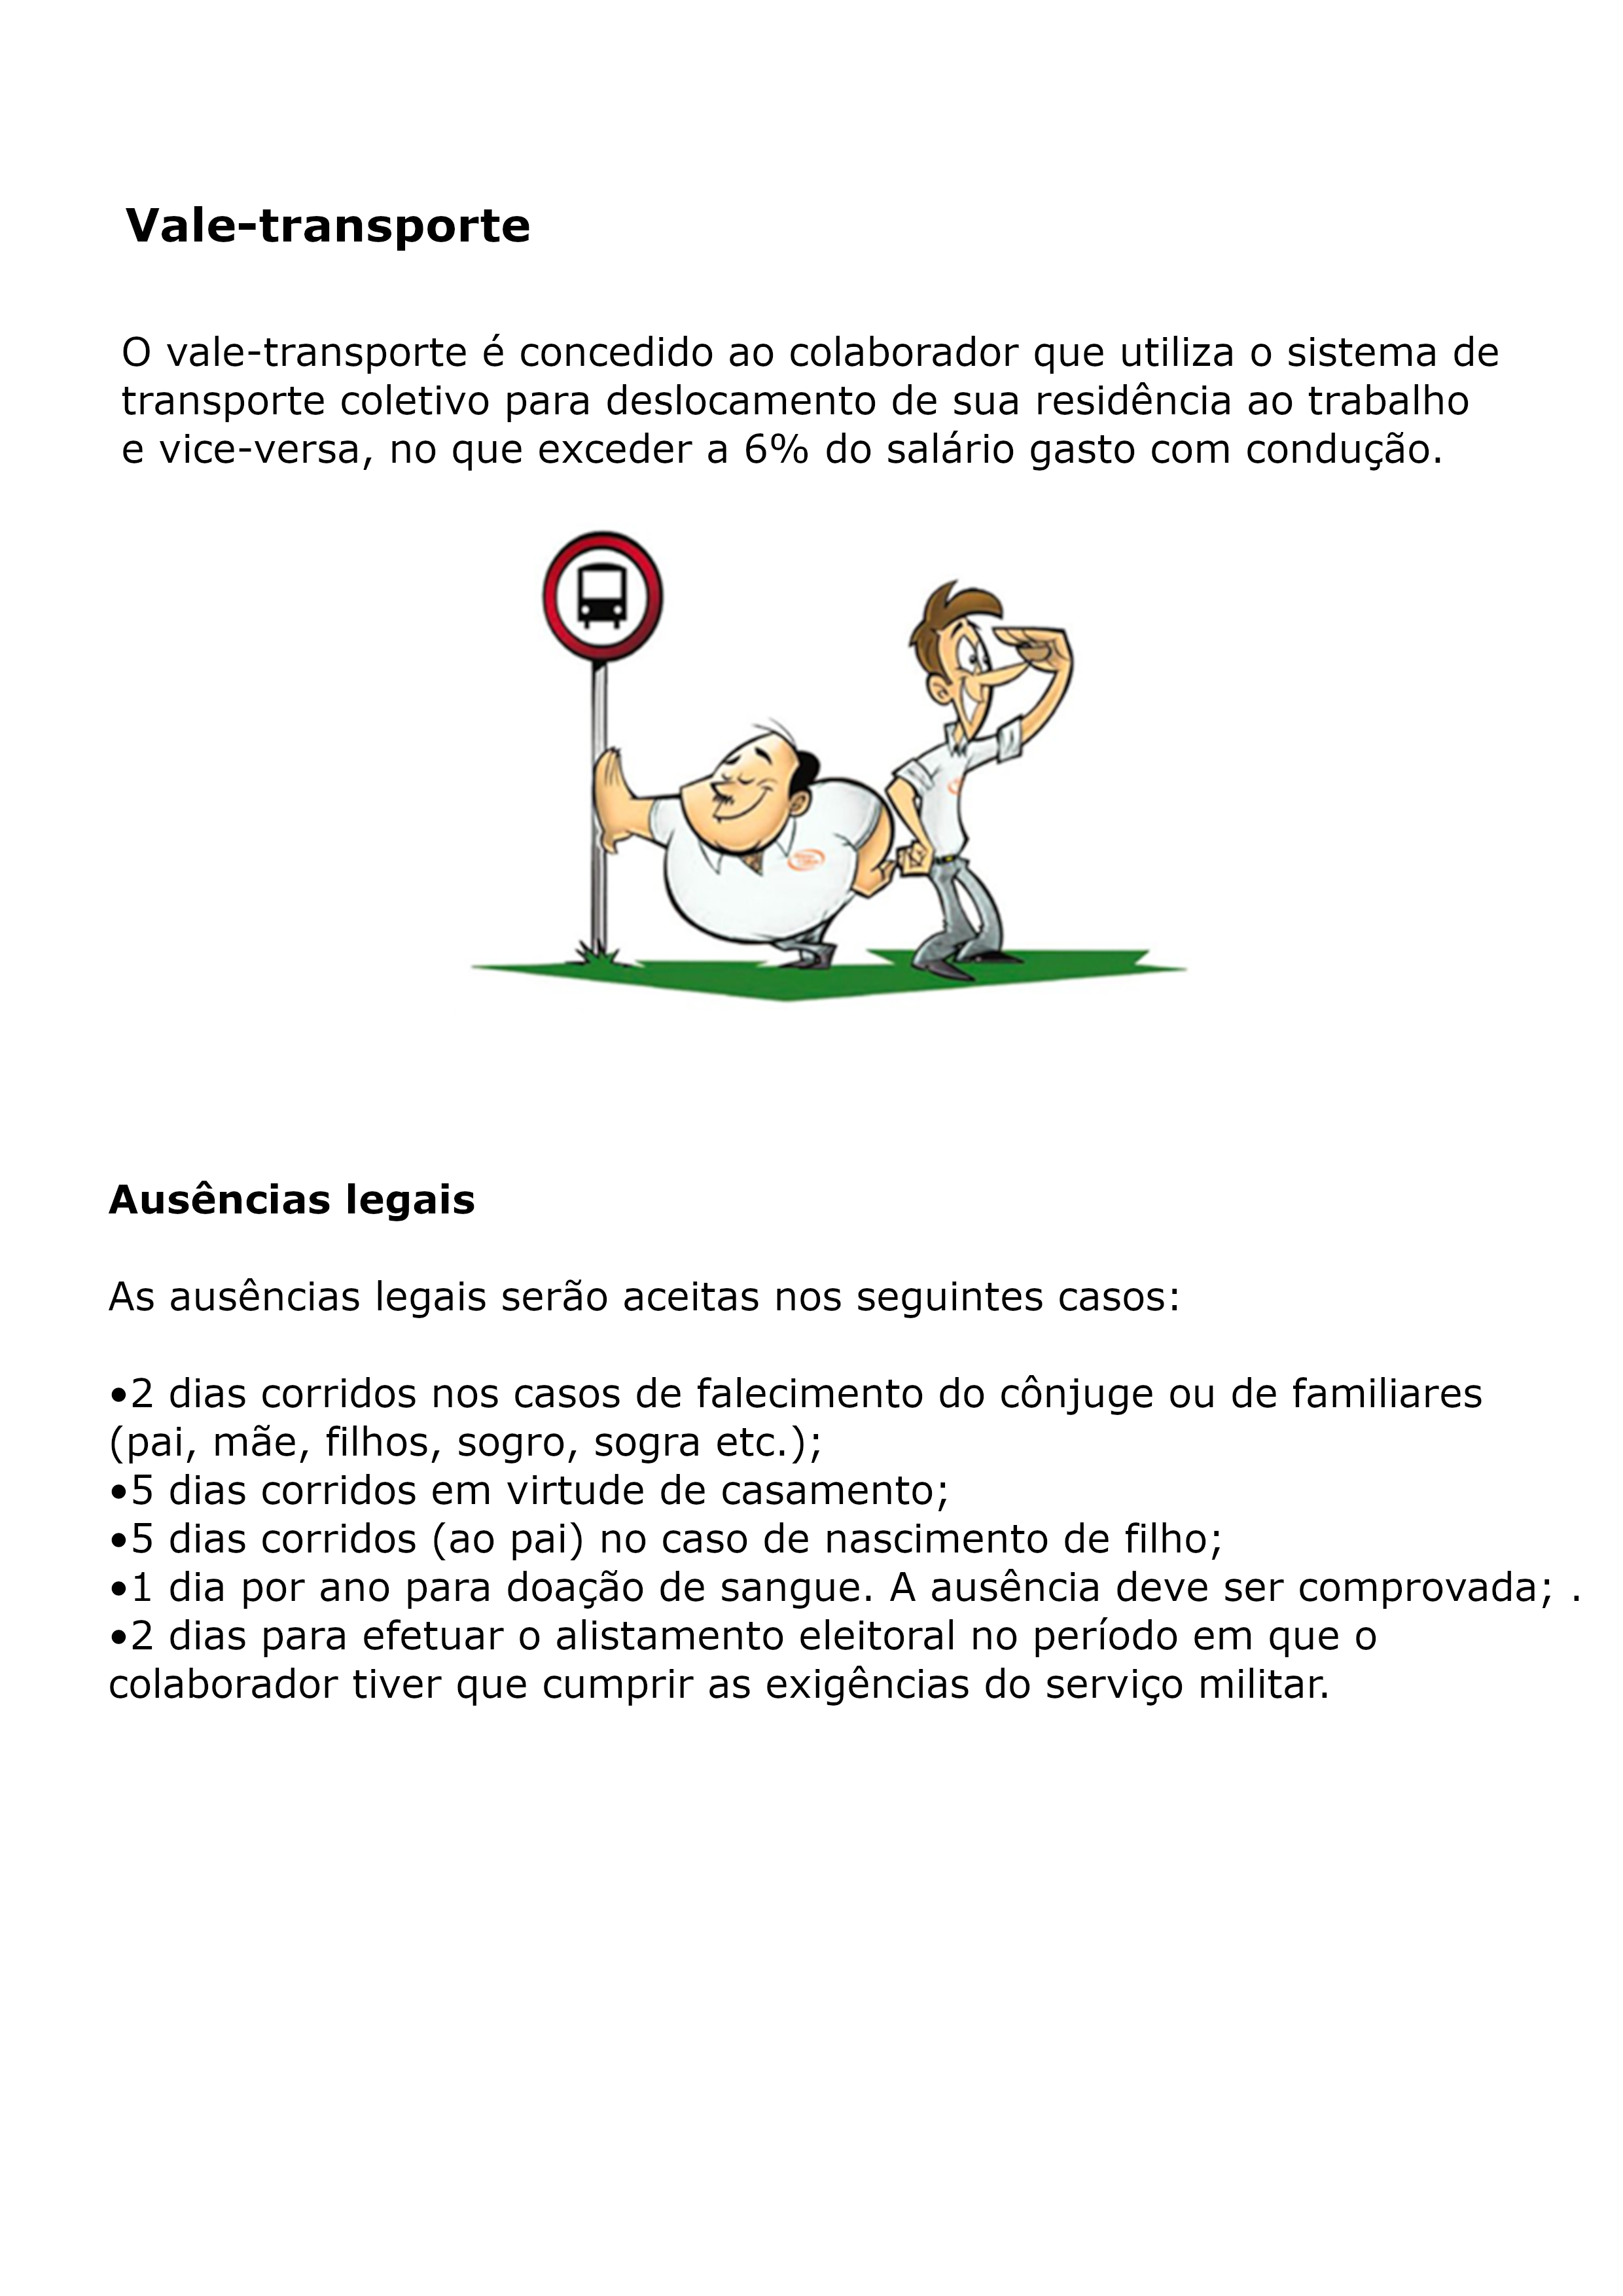 Vale-transporte
O vale-transporte é concedido ao colaborador que utiliza o sistema de
transporte coletivo para deslocamento de sua residência ao trabalho
e vice-versa, no que exceder a 6% do salário gasto com condução.
Ausências legais
As ausências legais serão aceitas nos seguintes casos:
•2 dias corridos nos casos de falecimento do cônjuge ou de familiares
(pai, mãe, filhos, sogro, sogra etc.);
•5 dias corridos em virtude de casamento;
•5 dias corridos (ao pai) no caso de nascimento de filho;
•1 dia por ano para doação de sangue. A ausência deve ser comprovada; .
•2 dias para efetuar o alistamento eleitoral no período em que o
colaborador tiver que cumprir as exigências do serviço militar.